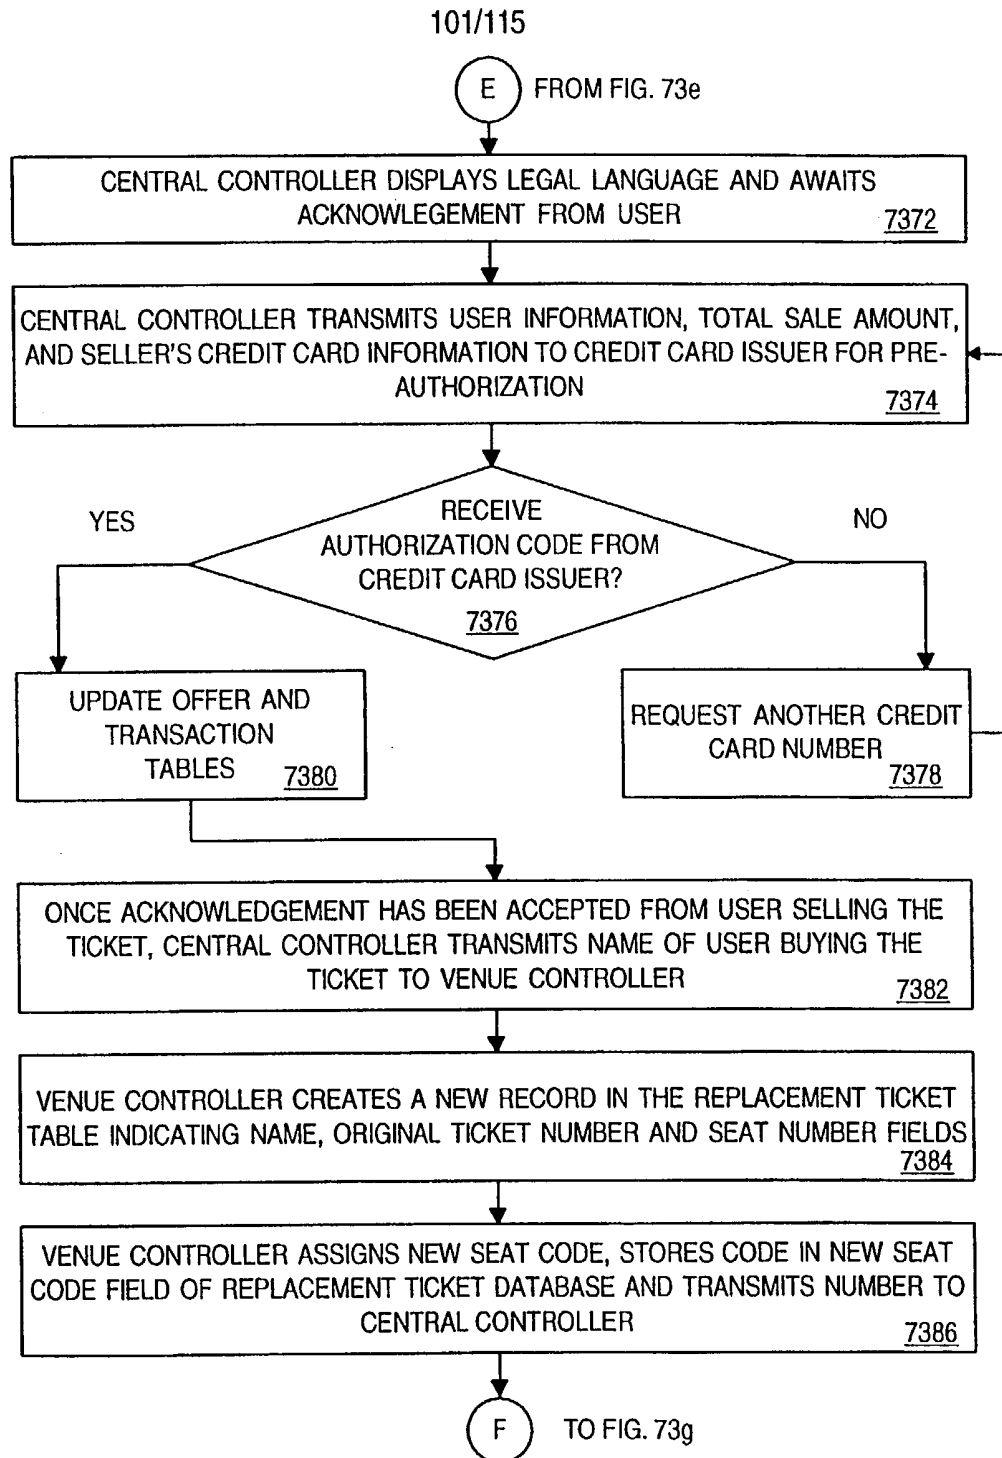 101/115
E FROM FIG. 73e
CENTRAL CONTROLLER DISPLAYS LEGAL LANGUAGE AND AWAITS
ACKNOWLEGEMENT FROM USER
7372
CENTRAL CONTROLLER TRANSMITS USER INFORMATION, TOTAL SALE AMOUNT,
AND SELLER'S CREDIT CARD INFORMATION TO CREDIT CARD ISSUER FOR PRE-
AUTHORIZATION
7374
YES
RECEIVE
AUTHORIZATION CODE FROM
CREDIT CARD ISSUER?
7376
NO
UPDATE OFFER AND
TRANSACTION
TABLES
7380
REQUEST ANOTHER CREDIT
CARD NUMBER
7378
ONCE ACKNOWLEDGEMENT HAS BEEN ACCEPTED FROM USER SELLING THE
TICKET, CENTRAL CONTROLLER TRANSMITS NAME OF USER BUYING THE
TICKET TO VENUE CONTROLLER
7382
VENUE CONTROLLER CREATES A NEW RECORD IN THE REPLACEMENT TICKET
TABLE INDICATING NAME, ORIGINAL TICKET NUMBER AND SEAT NUMBER FIELDS
7384
VENUE CONTROLLER ASSIGNS NEW SEAT CODE, STORES CODE IN NEW SEAT
CODE FIELD OF REPLACEMENT TICKET DATABASE AND TRANSMITS NUMBER TO
CENTRAL CONTROLLER
7386
F TO FIG. 73g